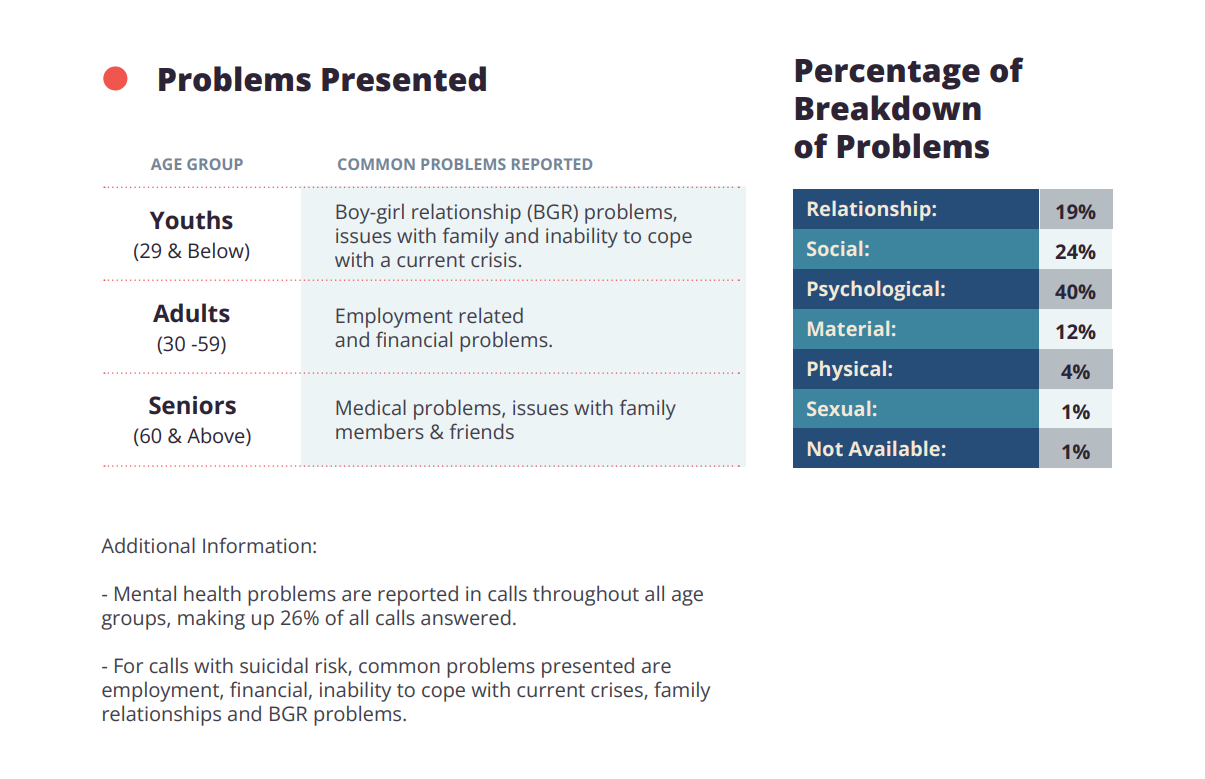 Problems Presented
AGE GROUP COMMON PROBLEMS REPORTED
Youths
(29 & Below)
Boy-girl relationship (BGR) problems,
issues with family and inability to cope
with a current crisis.
Adults
(30 -59)
Employment related
and financial problems.
Seniors
(60 & Above)
Medical problems, issues with family
members & friends
Percentage of
Breakdown
of Problems
Relationship: 19%
Social: 24%
Psychological: 40%
Material: 12%
Physical: 4%
Sexual: 1%
Not Available: 1%
Additional Information:
- Mental health problems are reported in calls throughout all age
groups, making up 26% of all calls answered.
- For calls with suicidal risk, common problems presented are
employment, financial, inability to cope with current crises, family
relationships and BGR problems.